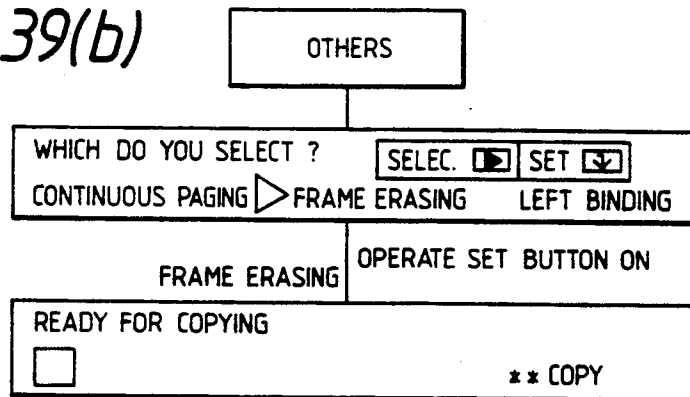 39(b)
OTHERS
WHICH DO YOU SELECT ? SELEC. SET
CONTINUOUS PAGING FRAME ERASING LEFT BINDING
FRAME ERASING OPERATE SET BUTTON ON
READY FOR COPYING
** COPY